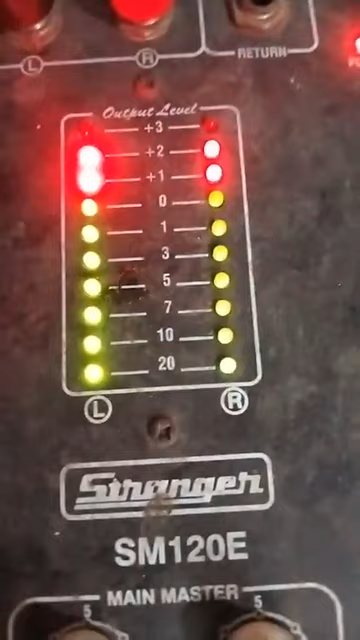 L R RETURN
Output Level
+3
+2
+1
0
1
3
5
7
10
20
L R
Stranger
SM120E
MAIN MASTER
5 5